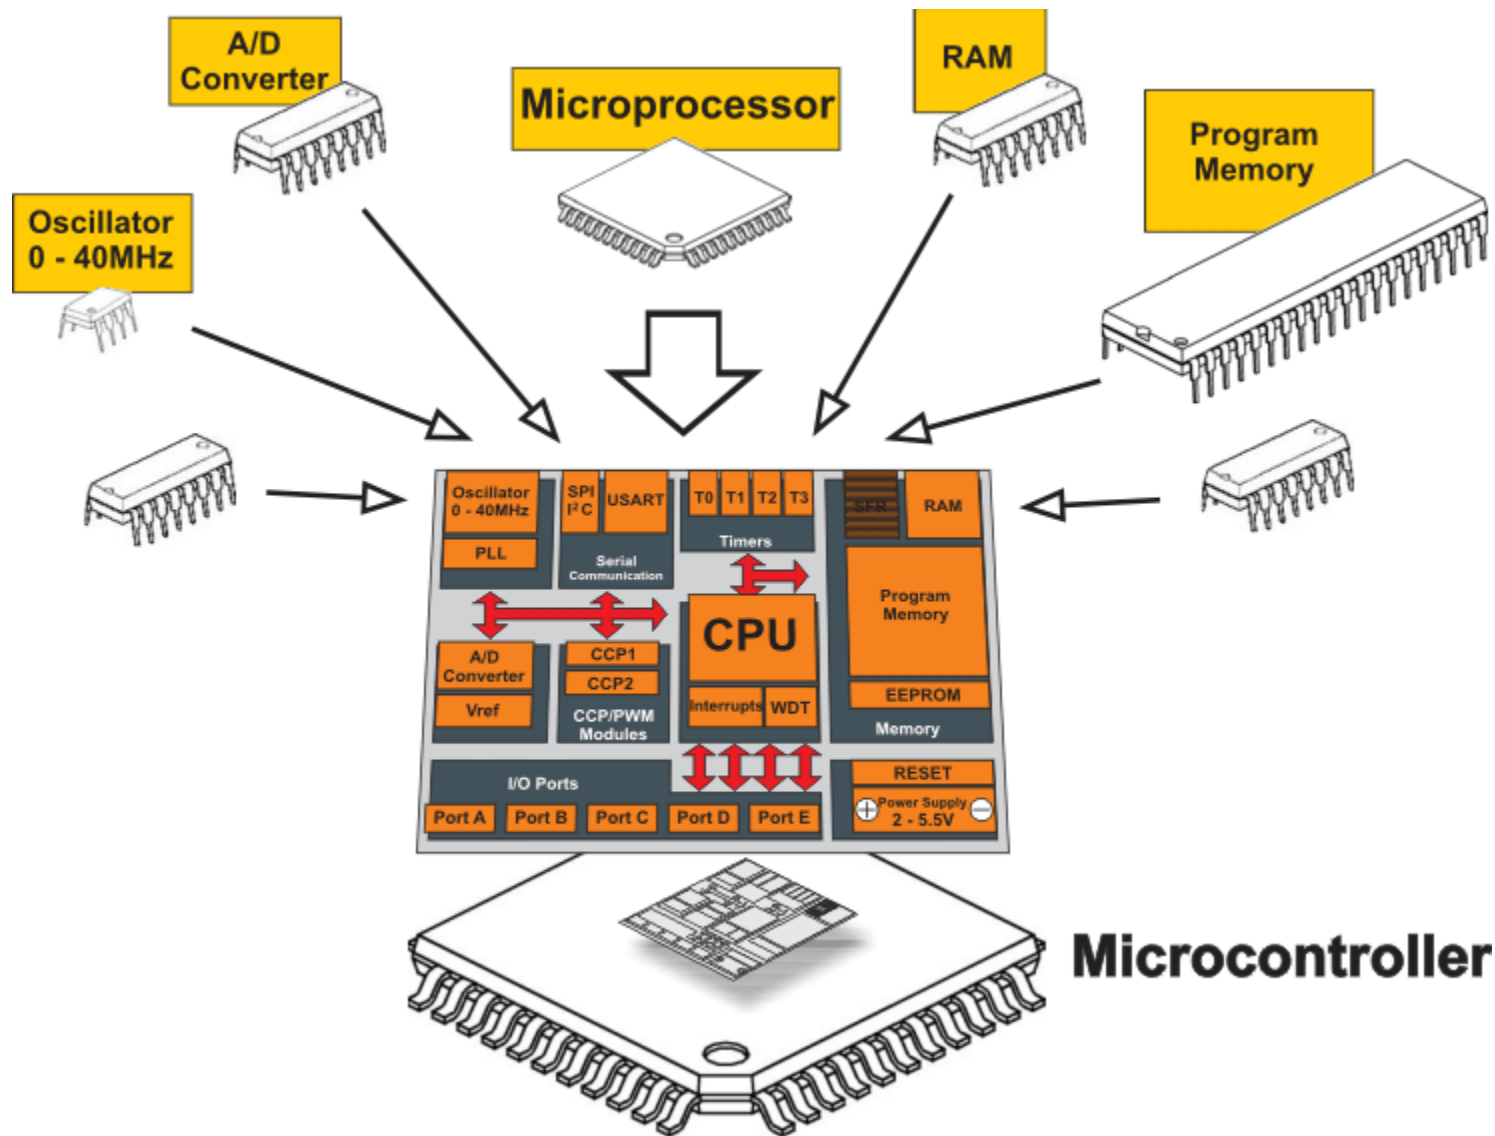 A/D
Converter
Microprocessor
RAM
Program
Memory
Oscillator
0 - 40MHz
Oscillator
0 - 40MHz
PLL
SPI
I²C
USART
Serial
Communication
T0
T1
T2
T3
Timers
SFR
RAM
Program
Memory
EEPROM
Memory
A/D
Converter
Vref
CCP1
CCP2
CCP/PWM
Modules
CPU
Interrupts
WDT
I/O Ports
Port A
Port B
Port C
Port D
Port E
RESET
+
Power Supply
2 - 5.5V
−
Microcontroller